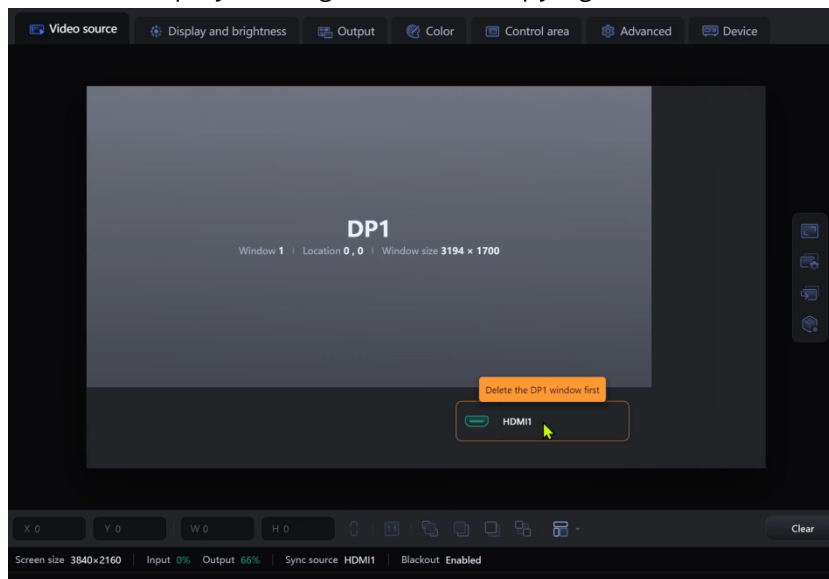 Video source Display and brightness Output Color Control area Advanced Device
DP1
Window 1 Location 0 , 0 Window size 3194 × 1700
Delete the DP1 window first
HDMI1
X 0 Y 0 W 0 H 0 1:1 Clear
Screen size 3840×2160 Input 0% Output 66% Sync source HDMI1 Blackout Enabled